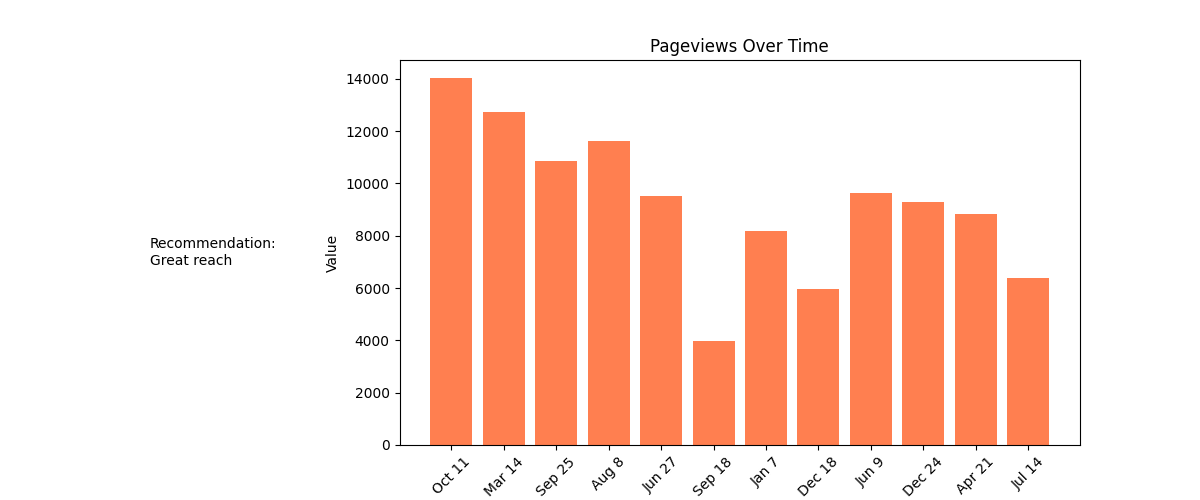 Pageviews Over Time
14000
12000
10000
8000
6000
4000
2000
0
Value
Recommendation:
Great reach
Oct 11
Mar 14
Sep 25
Aug 8
Jun 27
Sep 18
Jan 7
Dec 18
Jun 9
Dec 24
Apr 21
Jul 14